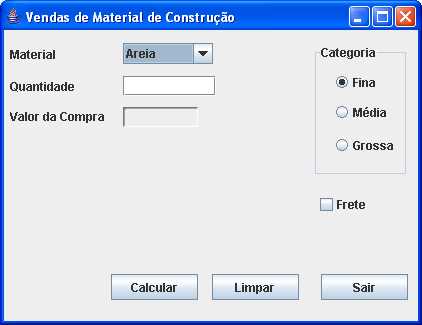 Vendas de Material de Construção
Material
Areia
Quantidade
Valor da Compra
Categoria
Fina
Média
Grossa
Frete
Calcular
Limpar
Sair